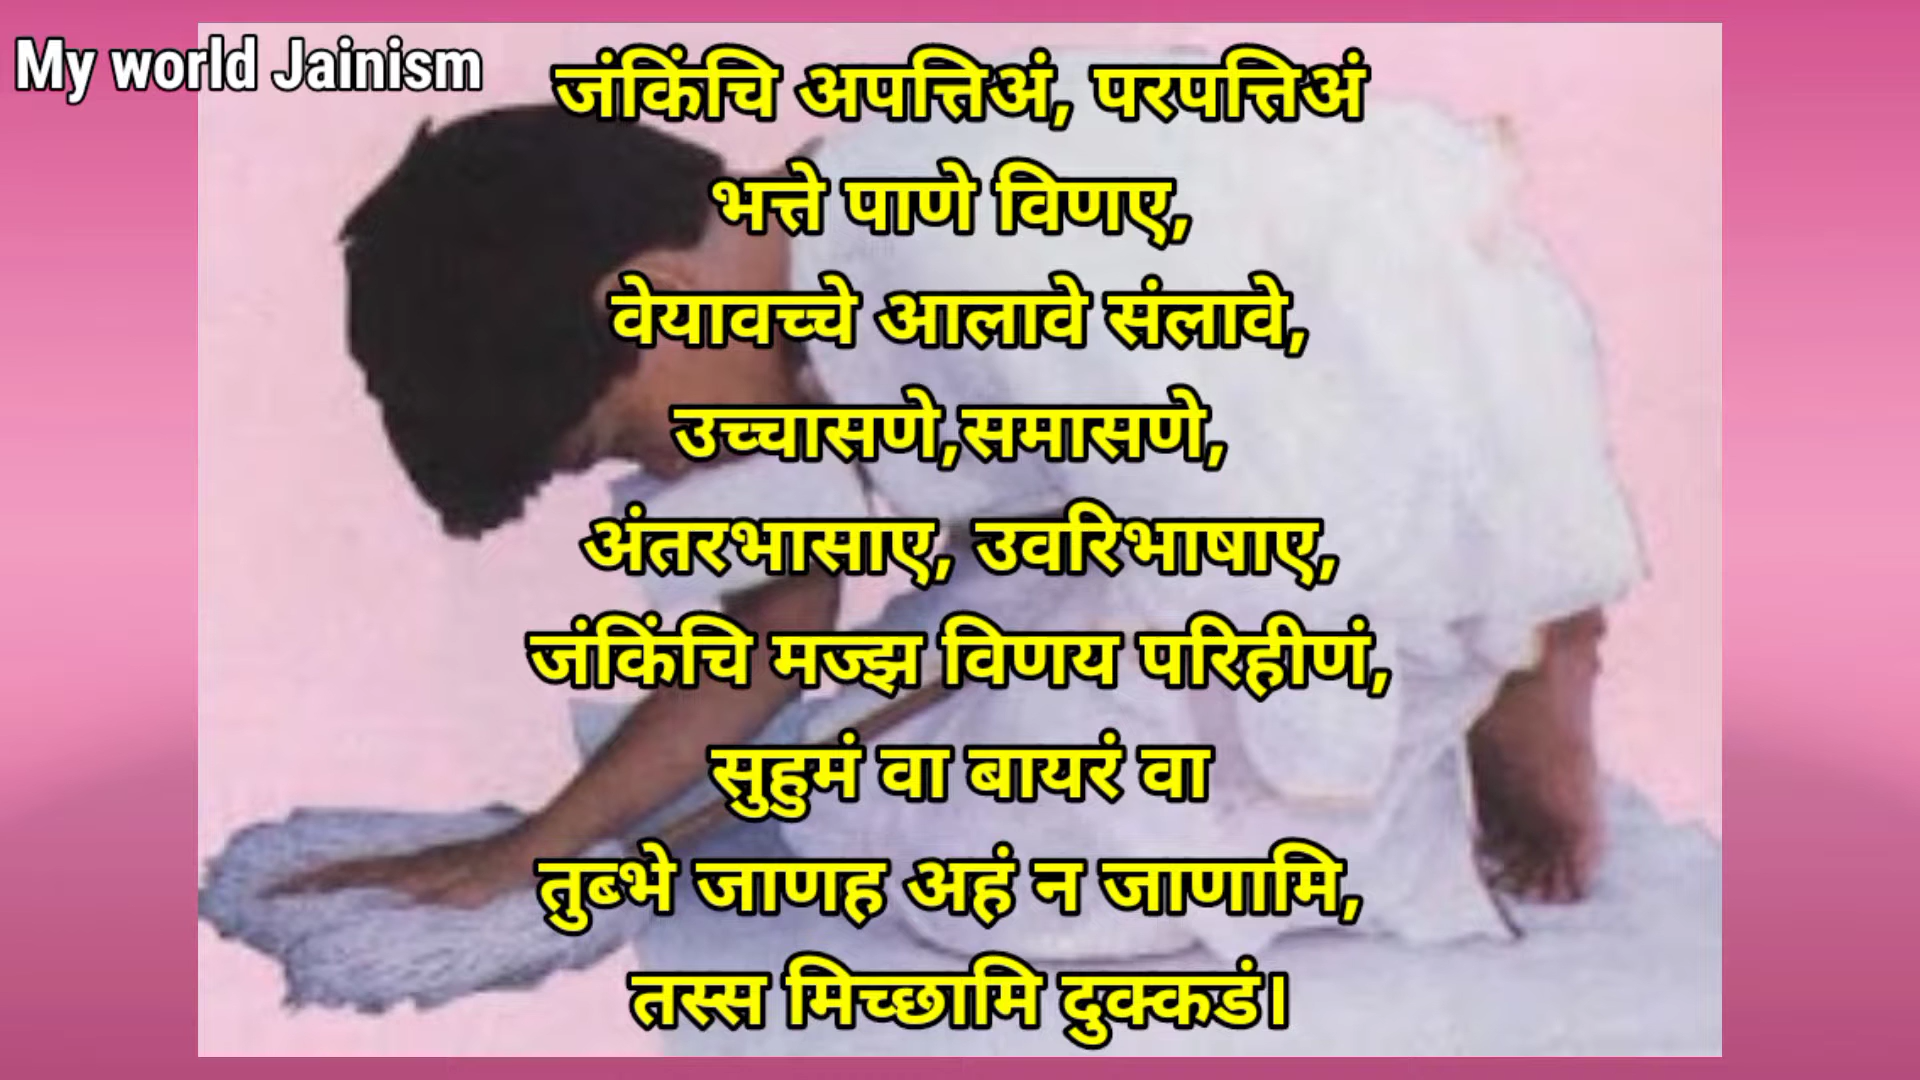 My world Jainism
जंकिंचि अपत्तिअं, परपत्तिअं
भत्ते पाणे विणए,
वेयावच्चे आलावे संलावे,
उच्चासणे,समासणे,
अंतरभासाए, उवरिभाषाए,
जंकिंचि मज्झ विणय परिहीणं,
सुहुमं वा बायरं वा
तुब्भे जाणह अहं न जाणामि,
तस्स मिच्छामि दुक्कडं।